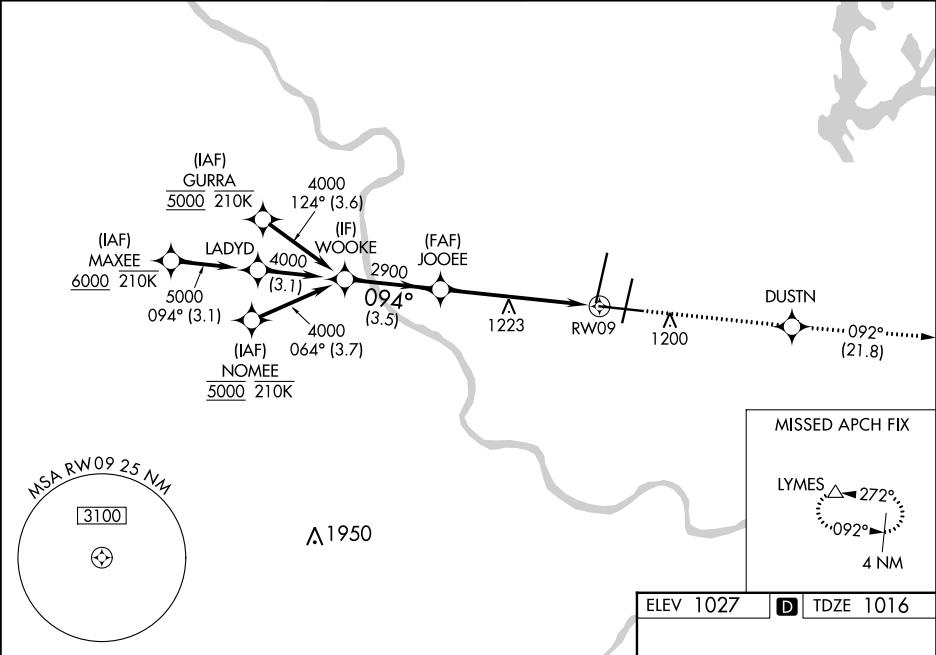 (IAF)
GURRA
5000 210K
4000
124° (3.6)
(IF)
WOOKE
(FAF)
JOOEE
(IAF)
MAXEE
6000 210K
LADYD
4000
(3.1)
2900
094°
(3.5)
5000
094° (3.1)
4000
064° (3.7)
(IAF)
NOMEE
5000 210K
1223
RW09
1200
DUSTN
092°
(21.8)
MISSED APCH FIX
LYMES
272°
092°
4 NM
MSA RW09 25 NM
3100
1950
ELEV 1027 D TDZE 1016